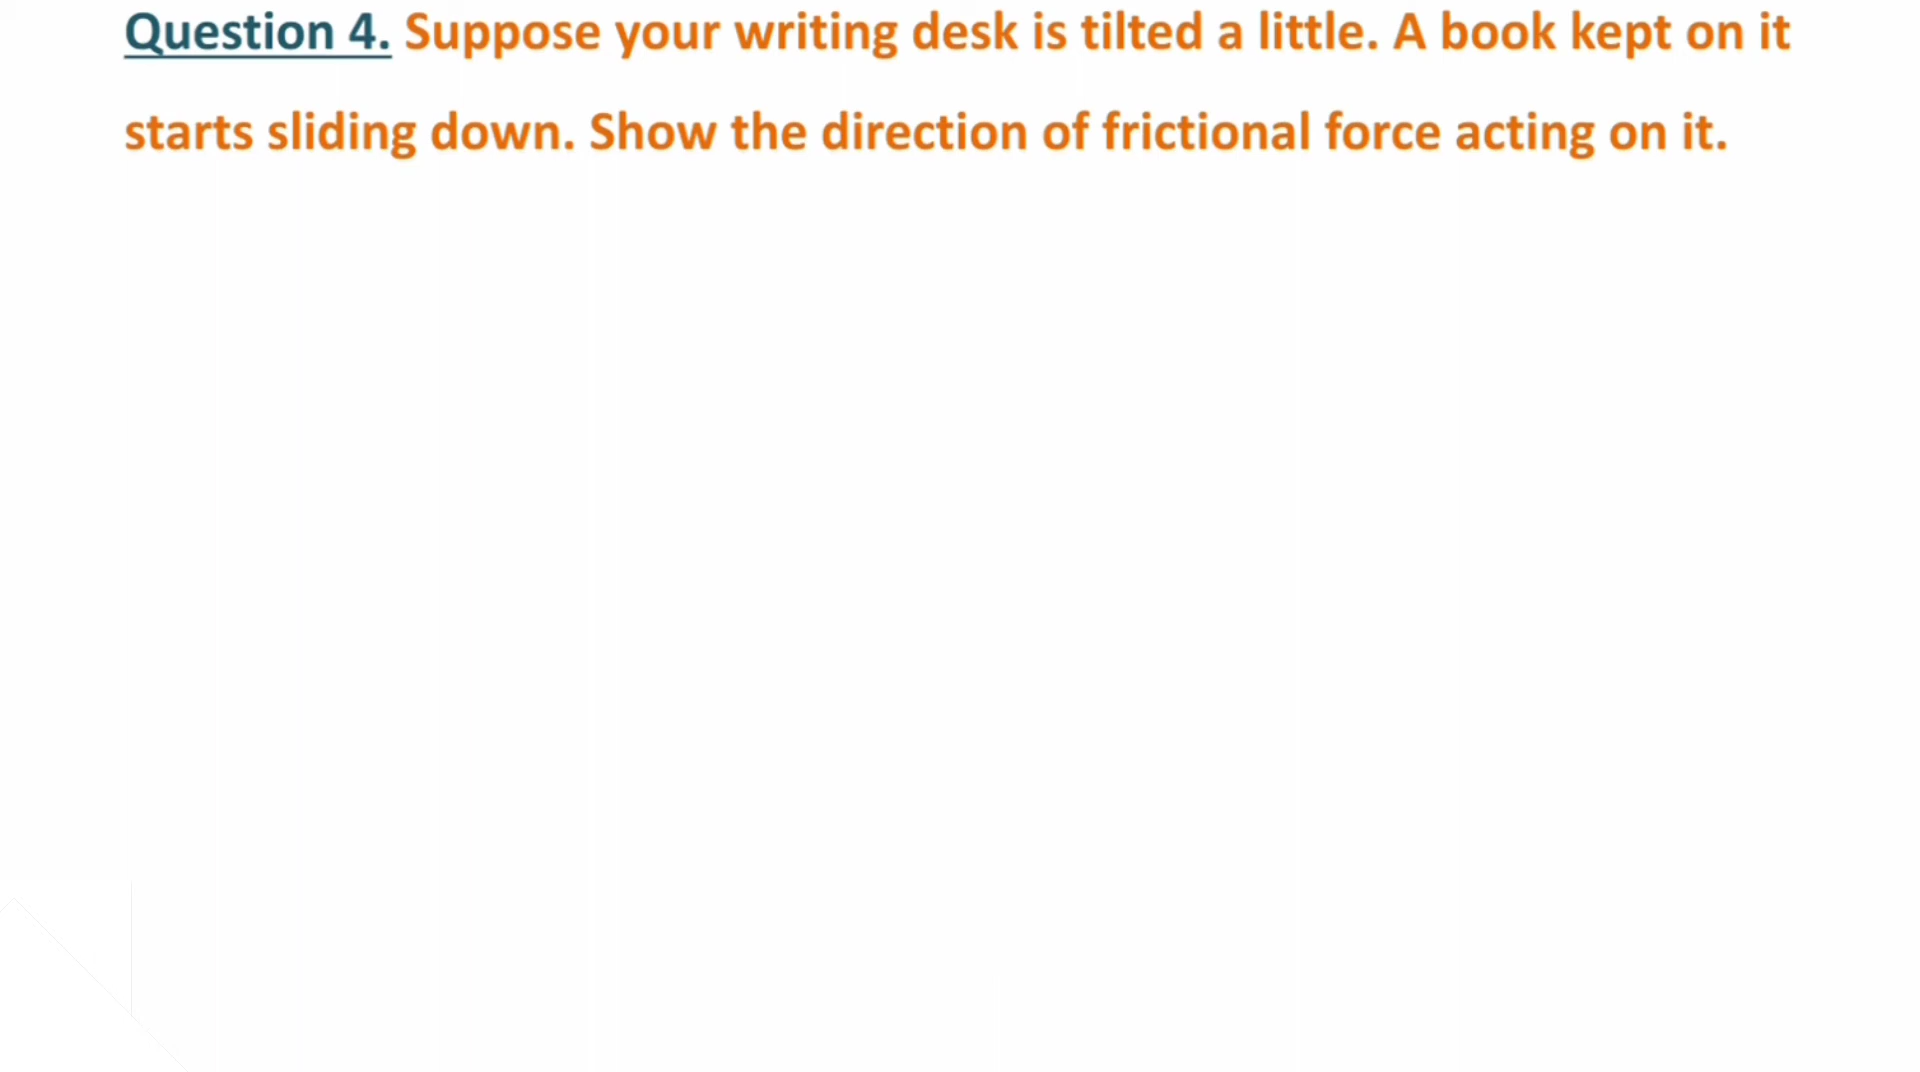 Question 4. Suppose your writing desk is tilted a little. A book kept on it
starts sliding down. Show the direction of frictional force acting on it.